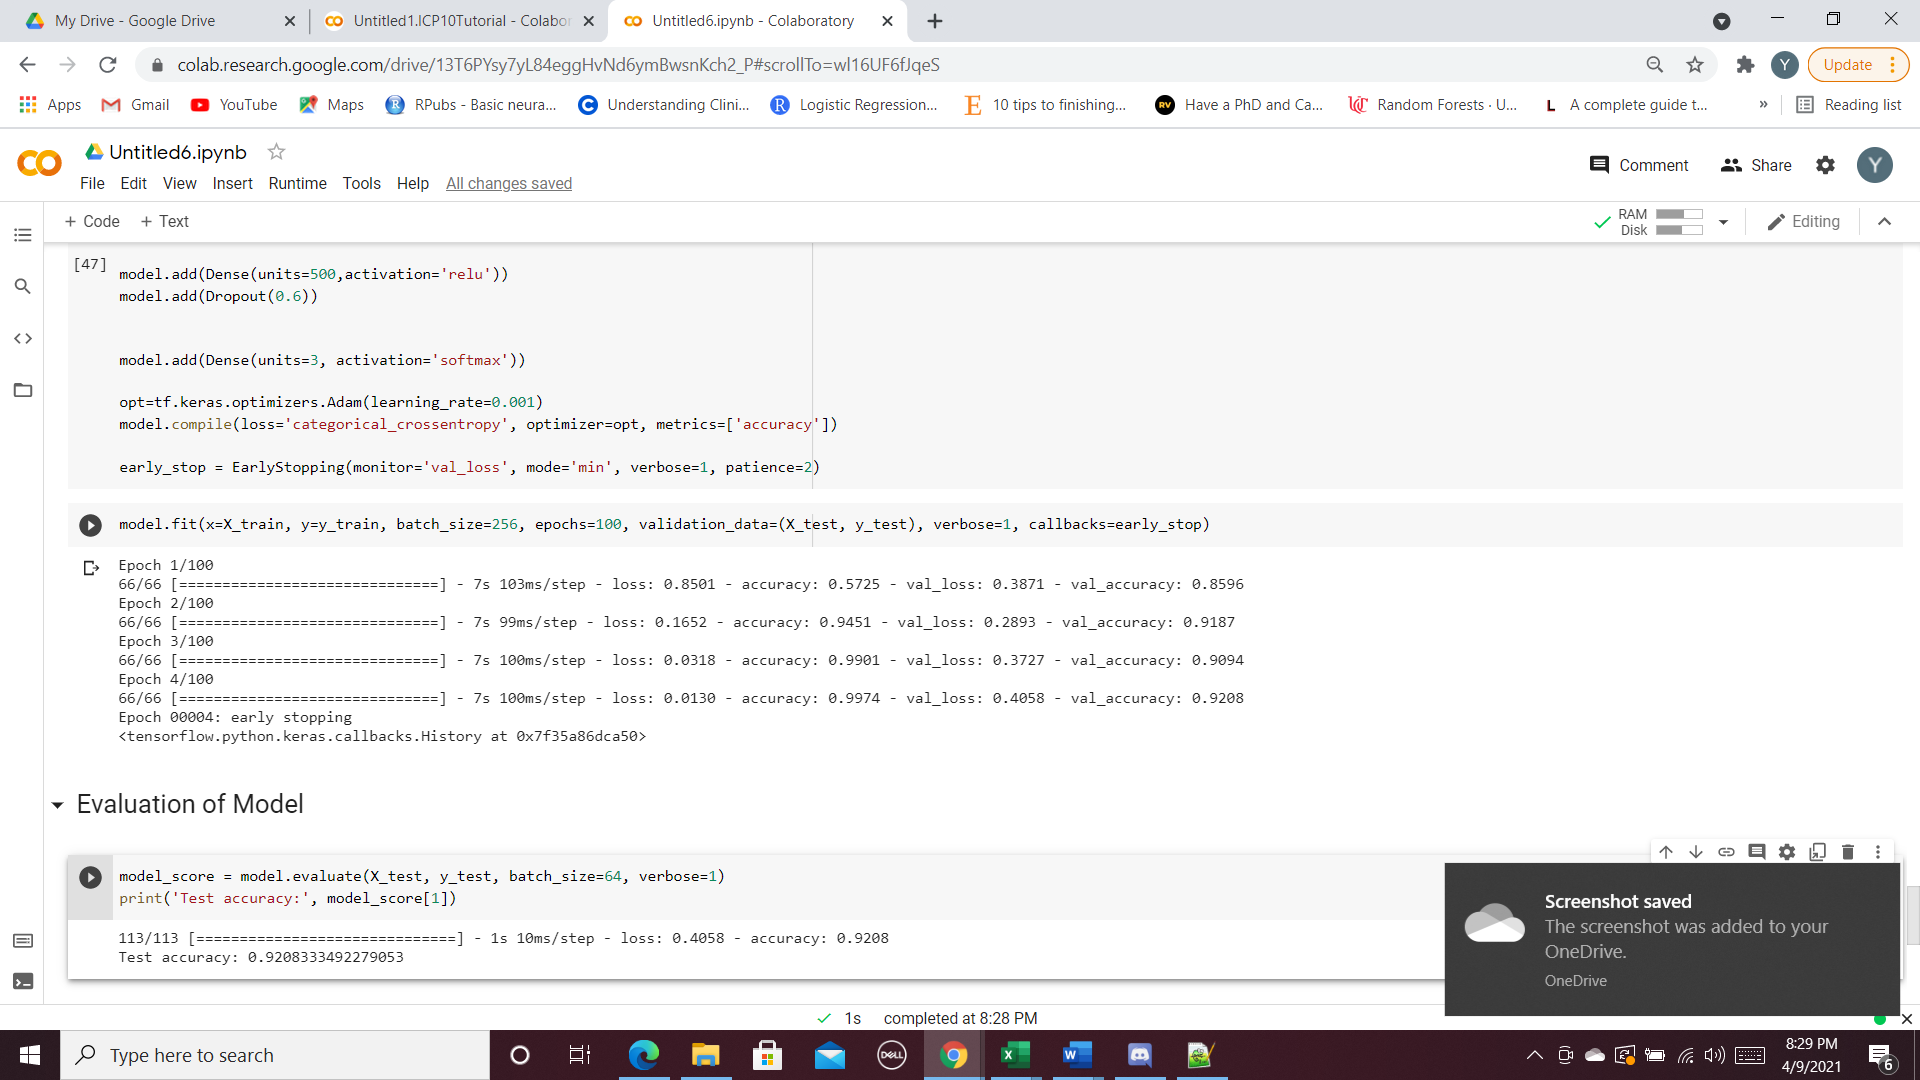 My Drive - Google Drive
Untitled1.ICP10Tutorial - Colabor
Untitled6.ipynb - Colaboratory
colab.research.google.com/drive/13T6PYsy7yL84eggHvNd6ymBwsnKch2_P#scrollTo=wl16UF6fJqeS
Y
Update
Apps
Gmail
YouTube
Maps
RPubs - Basic neura...
Understanding Clini...
Logistic Regression...
10 tips to finishing...
Have a PhD and Ca...
Random Forests · U...
A complete guide t...
»
Reading list
Untitled6.ipynb
Comment
Share
Y
File Edit View Insert Runtime Tools Help All changes saved
+ Code + Text
RAM
Disk
Editing
[47]
model.add(Dense(units=500,activation='relu'))
model.add(Dropout(0.6))
model.add(Dense(units=3, activation='softmax'))
opt=tf.keras.optimizers.Adam(learning_rate=0.001)
model.compile(loss='categorical_crossentropy', optimizer=opt, metrics=['accuracy'])
early_stop = EarlyStopping(monitor='val_loss', mode='min', verbose=1, patience=2)
model.fit(x=X_train, y=y_train, batch_size=256, epochs=100, validation_data=(X_test, y_test), verbose=1, callbacks=early_stop)
Epoch 1/100
66/66 [==============================] - 7s 103ms/step - loss: 0.8501 - accuracy: 0.5725 - val_loss: 0.3871 - val_accuracy: 0.8596
Epoch 2/100
66/66 [==============================] - 7s 99ms/step - loss: 0.1652 - accuracy: 0.9451 - val_loss: 0.2893 - val_accuracy: 0.9187
Epoch 3/100
66/66 [==============================] - 7s 100ms/step - loss: 0.0318 - accuracy: 0.9901 - val_loss: 0.3727 - val_accuracy: 0.9094
Epoch 4/100
66/66 [==============================] - 7s 100ms/step - loss: 0.0130 - accuracy: 0.9974 - val_loss: 0.4058 - val_accuracy: 0.9208
Epoch 00004: early stopping
<tensorflow.python.keras.callbacks.History at 0x7f35a86dca50>
Evaluation of Model
model_score = model.evaluate(X_test, y_test, batch_size=64, verbose=1)
print('Test accuracy:', model_score[1])
113/113 [==============================] - 1s 10ms/step - loss: 0.4058 - accuracy: 0.9208
Test accuracy: 0.9208333492279053
Screenshot saved
The screenshot was added to your
OneDrive.
OneDrive
1s completed at 8:28 PM
Type here to search
DELL
8:29 PM
4/9/2021
6